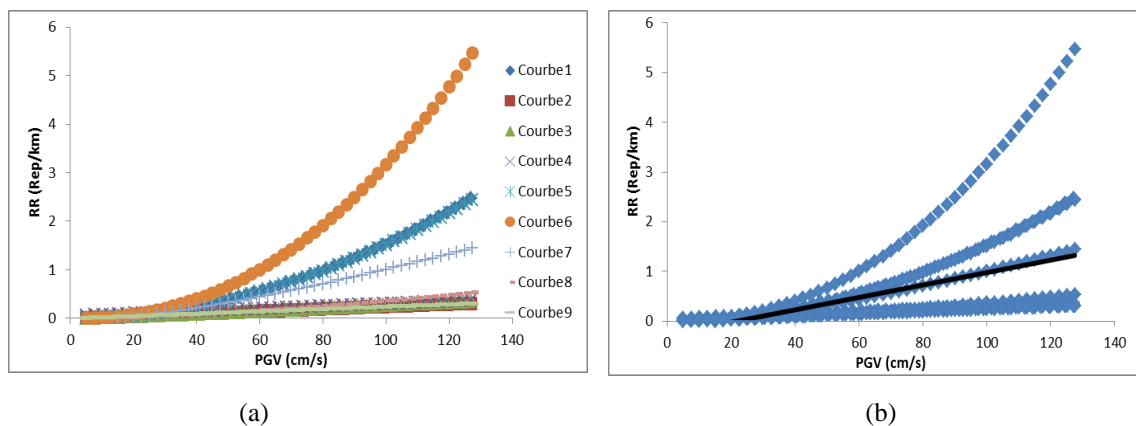 6
5
4
3
2
1
0
0
20
40
60
80
100
120
140
RR (Rep/km)
PGV (cm/s)
Courbe1
Courbe2
Courbe3
Courbe4
Courbe5
Courbe6
Courbe7
Courbe8
Courbe9
(a)
6
5
4
3
2
1
0
0
20
40
60
80
100
120
140
RR (Rep/km)
PGV (cm/s)
(b)